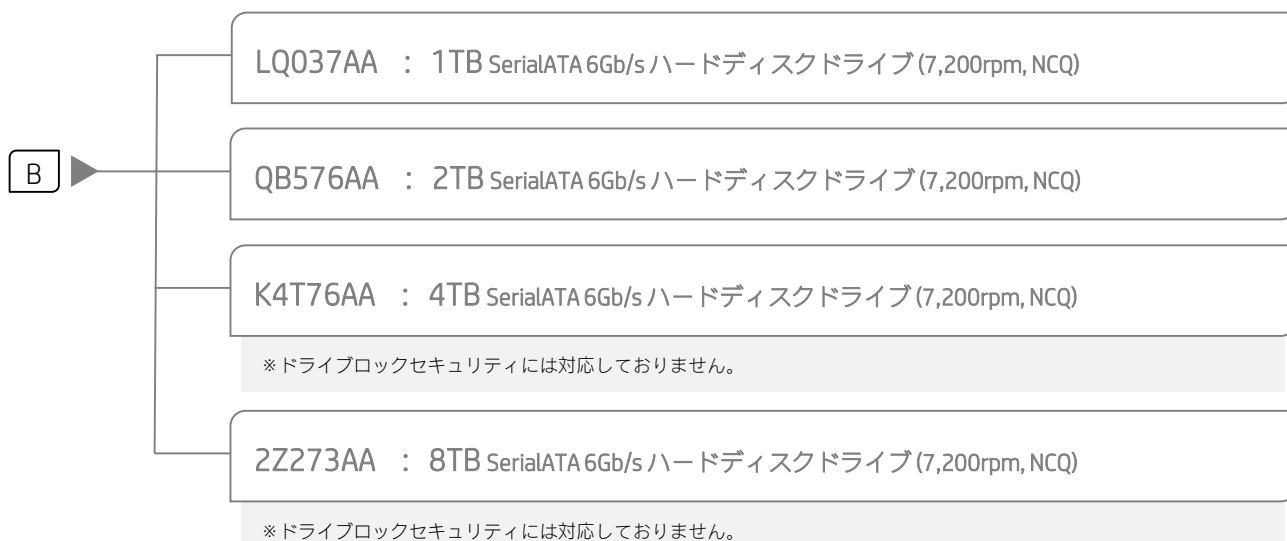 LQ037AA : 1TB SerialATA 6Gb/s ハードディスクドライブ (7,200rpm, NCQ)
B
QB576AA : 2TB SerialATA 6Gb/s ハードディスクドライブ (7,200rpm, NCQ)
K4T76AA : 4TB SerialATA 6Gb/s ハードディスクドライブ (7,200rpm, NCQ)
※ドライブロックセキュリティには対応しておりません。
2Z273AA : 8TB SerialATA 6Gb/s ハードディスクドライブ (7,200rpm, NCQ)
※ドライブロックセキュリティには対応しておりません。